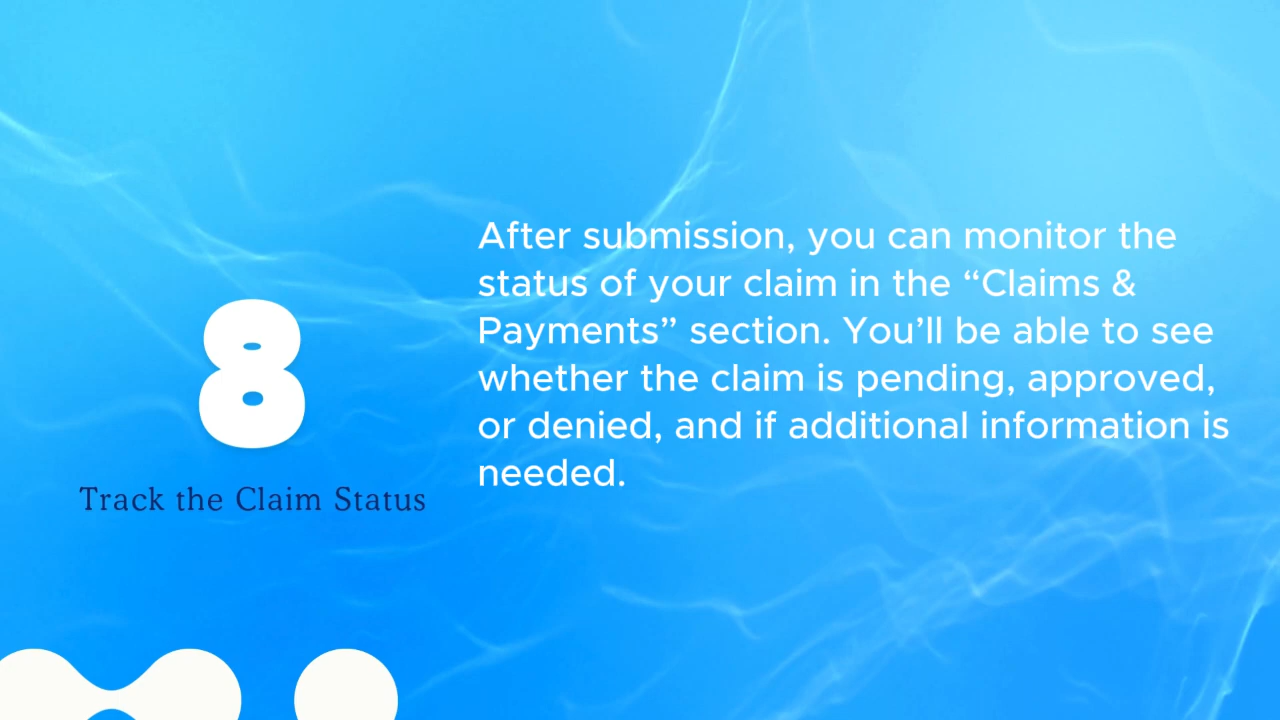 8
Track the Claim Status
After submission, you can monitor the
status of your claim in the “Claims &
Payments” section. You’ll be able to see
whether the claim is pending, approved,
or denied, and if additional information is
needed.